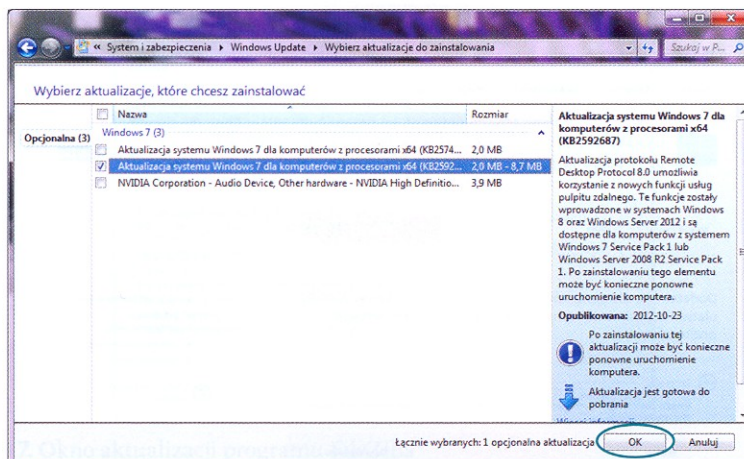 « System i zabezpieczenia ▸ Windows Update ▸ Wybierz aktualizacje do zainstalowania
Szukaj w P...
Wybierz aktualizacje, które chcesz zainstalować
Nazwa Rozmiar
Opcjonalna (3)
Windows 7 (3)
Aktualizacja systemu Windows 7 dla komputerów z procesorami x64 (KB2574... 2,0 MB
Aktualizacja systemu Windows 7 dla komputerów z procesorami x64 (KB2592... 2,0 MB - 8,7 MB
NVIDIA Corporation - Audio Device, Other hardware - NVIDIA High Definitio... 3,9 MB
Aktualizacja systemu Windows 7 dla
komputerów z procesorami x64
(KB2592687)
Aktualizacja protokołu Remote
Desktop Protocol 8.0 umożliwia
korzystanie z nowych funkcji usług
pulpitu zdalnego. Te funkcje zostały
wprowadzone w systemach Windows
8 oraz Windows Server 2012 i są
dostępne dla komputerów z systemem
Windows 7 Service Pack 1 lub
Windows Server 2008 R2 Service Pack
1. Po zainstalowaniu tego elementu
może być konieczne ponowne
uruchomienie komputera.
Opublikowana: 2012-10-23
Po zainstalowaniu tej
aktualizacji może być konieczne
ponowne uruchomienie
komputera.
Aktualizacja jest gotowa do
pobrania
Więcej informacji
Łącznie wybranych: 1 opcjonalna aktualizacja
OK
Anuluj